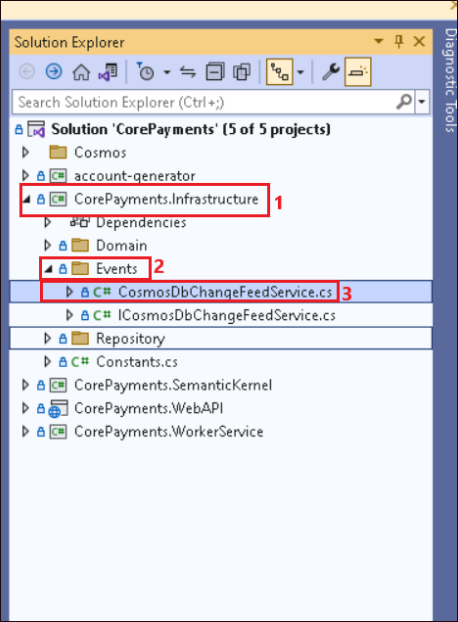 Solution Explorer
Search Solution Explorer (Ctrl+;)
Solution 'CorePayments' (5 of 5 projects)
Cosmos
account-generator
CorePayments.Infrastructure 1
Dependencies
Domain
Events 2
C# CosmosDbChangeFeedService.cs 3
C# ICosmosDbChangeFeedService.cs
Repository
C# Constants.cs
CorePayments.SemanticKernel
CorePayments.WebAPI
CorePayments.WorkerService
Diagnostic Tools